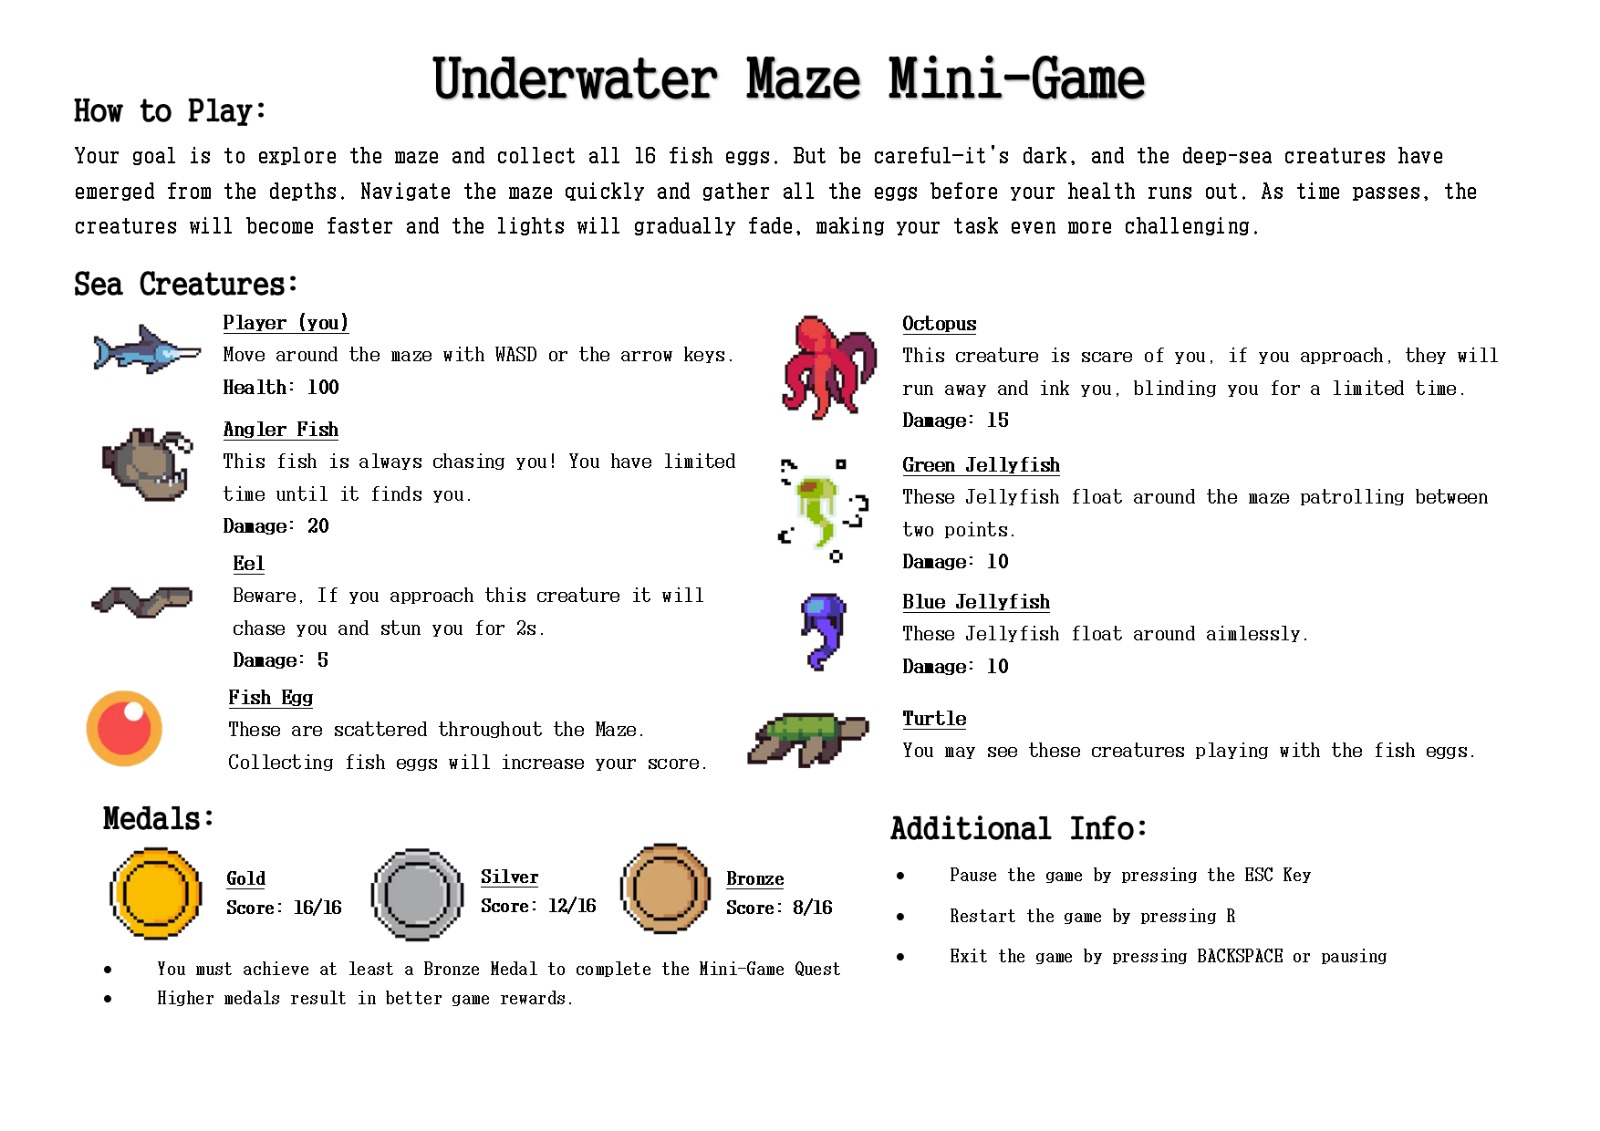 Underwater Maze Mini-Game
How to Play:
Your goal is to explore the maze and collect all 16 fish eggs. But be careful—it's dark, and the deep-sea creatures have
emerged from the depths. Navigate the maze quickly and gather all the eggs before your health runs out. As time passes, the
creatures will become faster and the lights will gradually fade, making your task even more challenging.
Sea Creatures:
Player (you)
Move around the maze with WASD or the arrow keys.
Health: 100
Angler Fish
This fish is always chasing you! You have limited
time until it finds you.
Damage: 20
Eel
Beware, If you approach this creature it will
chase you and stun you for 2s.
Damage: 5
Fish Egg
These are scattered throughout the Maze.
Collecting fish eggs will increase your score.
Octopus
This creature is scare of you, if you approach, they will
run away and ink you, blinding you for a limited time.
Damage: 15
Green Jellyfish
These Jellyfish float around the maze patrolling between
two points.
Damage: 10
Blue Jellyfish
These Jellyfish float around aimlessly.
Damage: 10
Turtle
You may see these creatures playing with the fish eggs.
Medals:
Gold
Score: 16/16
Silver
Score: 12/16
Bronze
Score: 8/16
• You must achieve at least a Bronze Medal to complete the Mini-Game Quest
• Higher medals result in better game rewards.
Additional Info:
• Pause the game by pressing the ESC Key
• Restart the game by pressing R
• Exit the game by pressing BACKSPACE or pausing